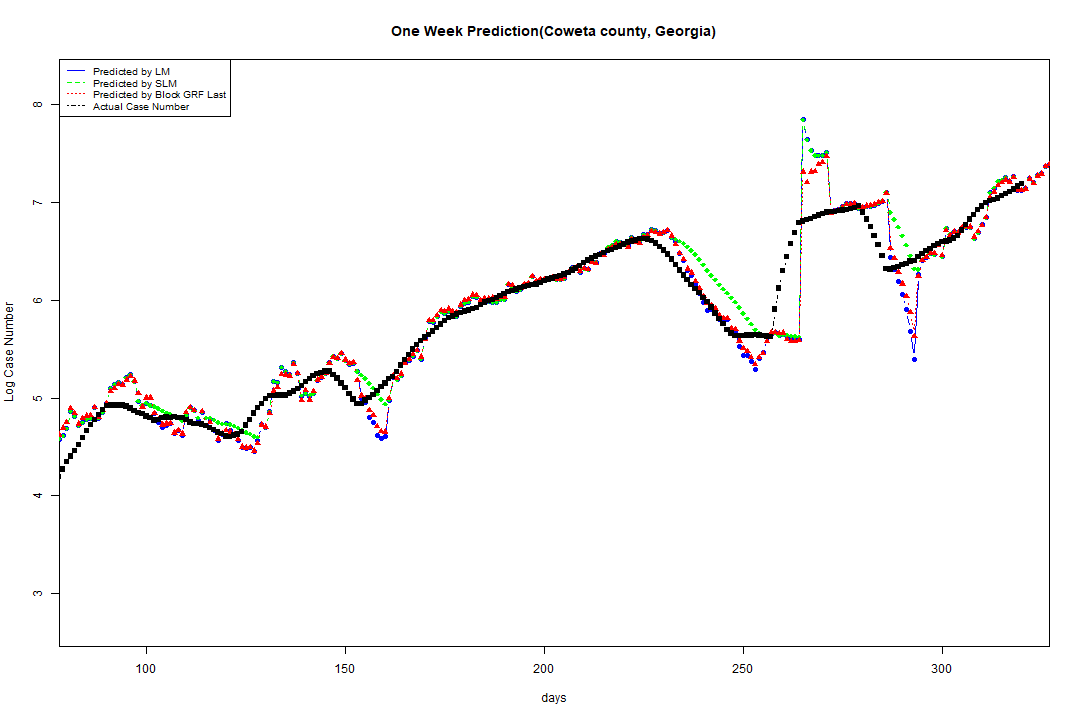 One Week Prediction(Coweta county, Georgia)
Predicted by LM
Predicted by SLM
Predicted by Block GRF Last
Actual Case Number
Log Case Number
8
7
6
5
4
3
100 150 200 250 300
days